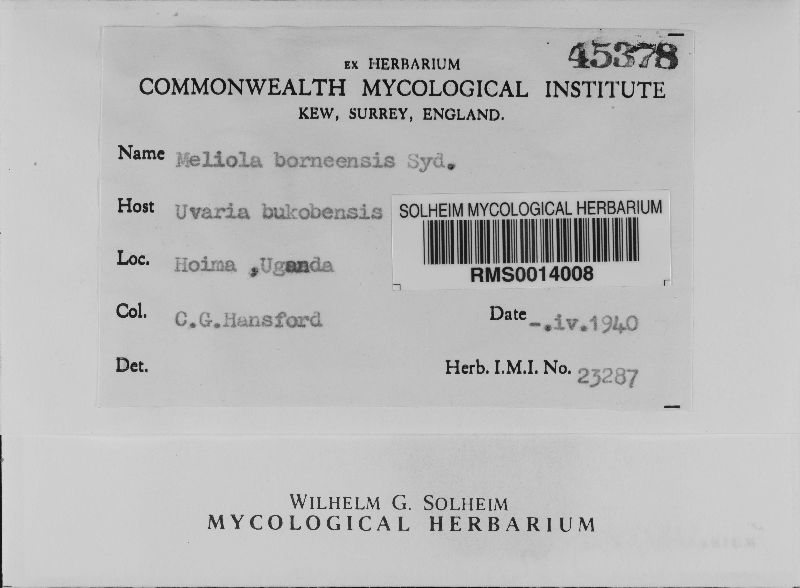 45378
EX HERBARIUM
COMMONWEALTH MYCOLOGICAL INSTITUTE
KEW, SURREY, ENGLAND.
Name Meliola borneensis Syd.
Host Uvaria bukobensis
SOLHEIM MYCOLOGICAL HERBARIUM
RMS0014008
Loc. Hoima ,Uganda
Col. C.G.Hansford
Date -.iv.1940
Det.
Herb. I.M.I. No. 23287
WILHELM G. SOLHEIM
MYCOLOGICAL HERBARIUM